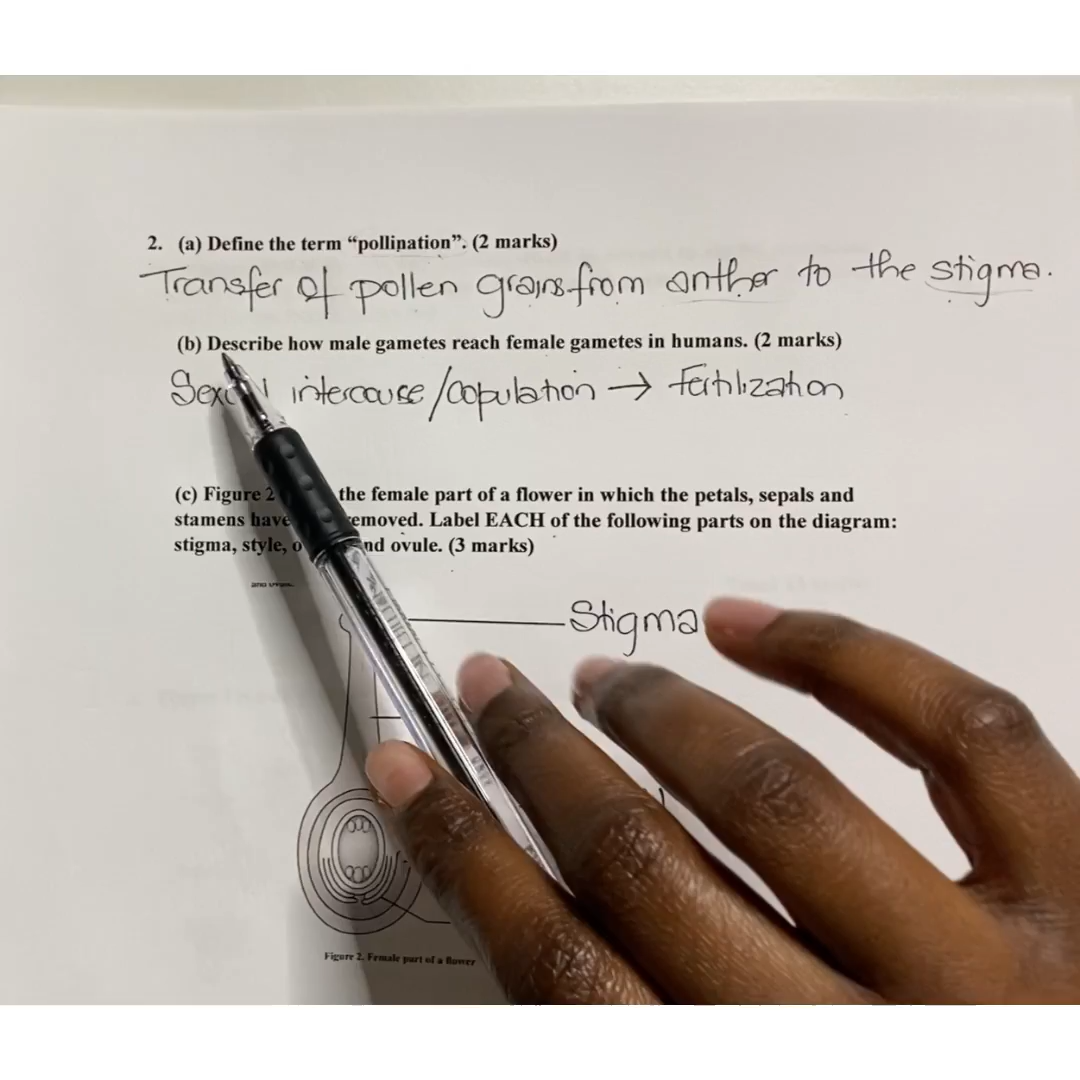 2. (a) Define the term “pollination”. (2 marks)
Transfer of pollen grains from anther to the stigma.
(b) Describe how male gametes reach female gametes in humans. (2 marks)
intercouse/copulation → Fertilization
(c) Figure 2 the female part of a flower in which the petals, sepals and
stamens have removed. Label EACH of the following parts on the diagram:
stigma, style, and ovule. (3 marks)
Stigma
Figure 2. Female part of a flower